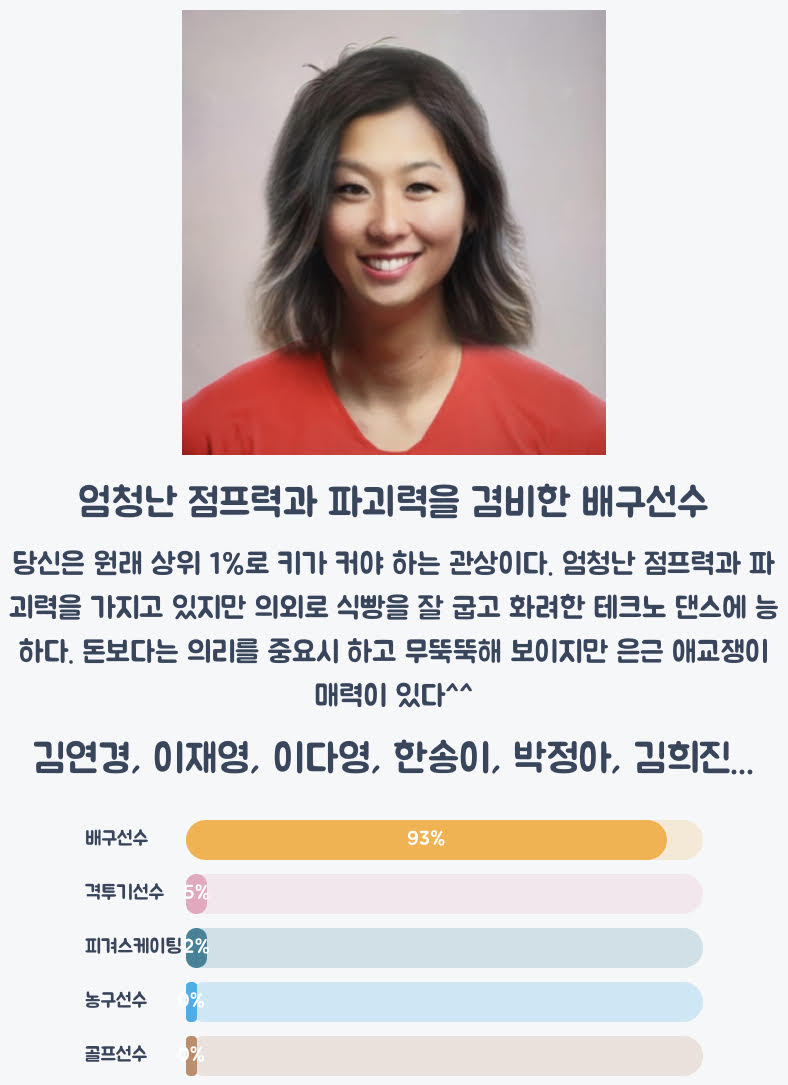 엄청난 점프력과 파괴력을 겸비한 배구선수
당신은 원래 상위 1%로 키가 커야 하는 관상이다. 엄청난 점프력과 파
괴력을 가지고 있지만 의외로 식빵을 잘 굽고 화려한 테크노 댄스에 능
하다. 돈보다는 의리를 중요시 하고 무뚝뚝해 보이지만 은근 애교쟁이
매력이 있다^^
김연경, 이재영, 이다영, 한송이, 박정아, 김희진...
배구선수 93%
격투기선수 5%
피겨스케이팅 2%
농구선수 0%
골프선수 0%